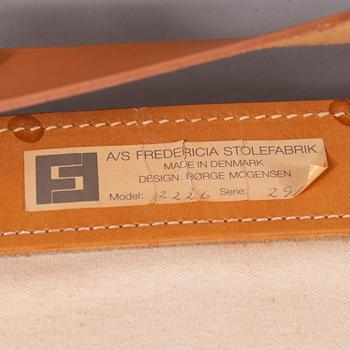 A/S FREDERICIA STOLEFABRIK
MADE IN DENMARK
DESIGN: BØRGE MOGENSEN
Model: 2226 Serie: 29